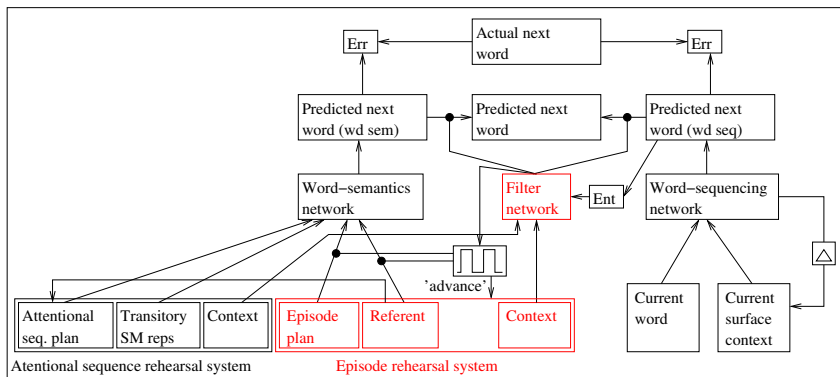 Err
Actual next
word
Err
Predicted next
word (wd sem)
Predicted next
word
Predicted next
word (wd seq)
Word−semantics
network
Filter
network
Ent
Word−sequencing
network
'advance'
△
Attentional
seq. plan
Transitory
SM reps
Context
Episode
plan
Referent
Context
Current
word
Current
surface
context
Atentional sequence rehearsal system
Episode rehearsal system